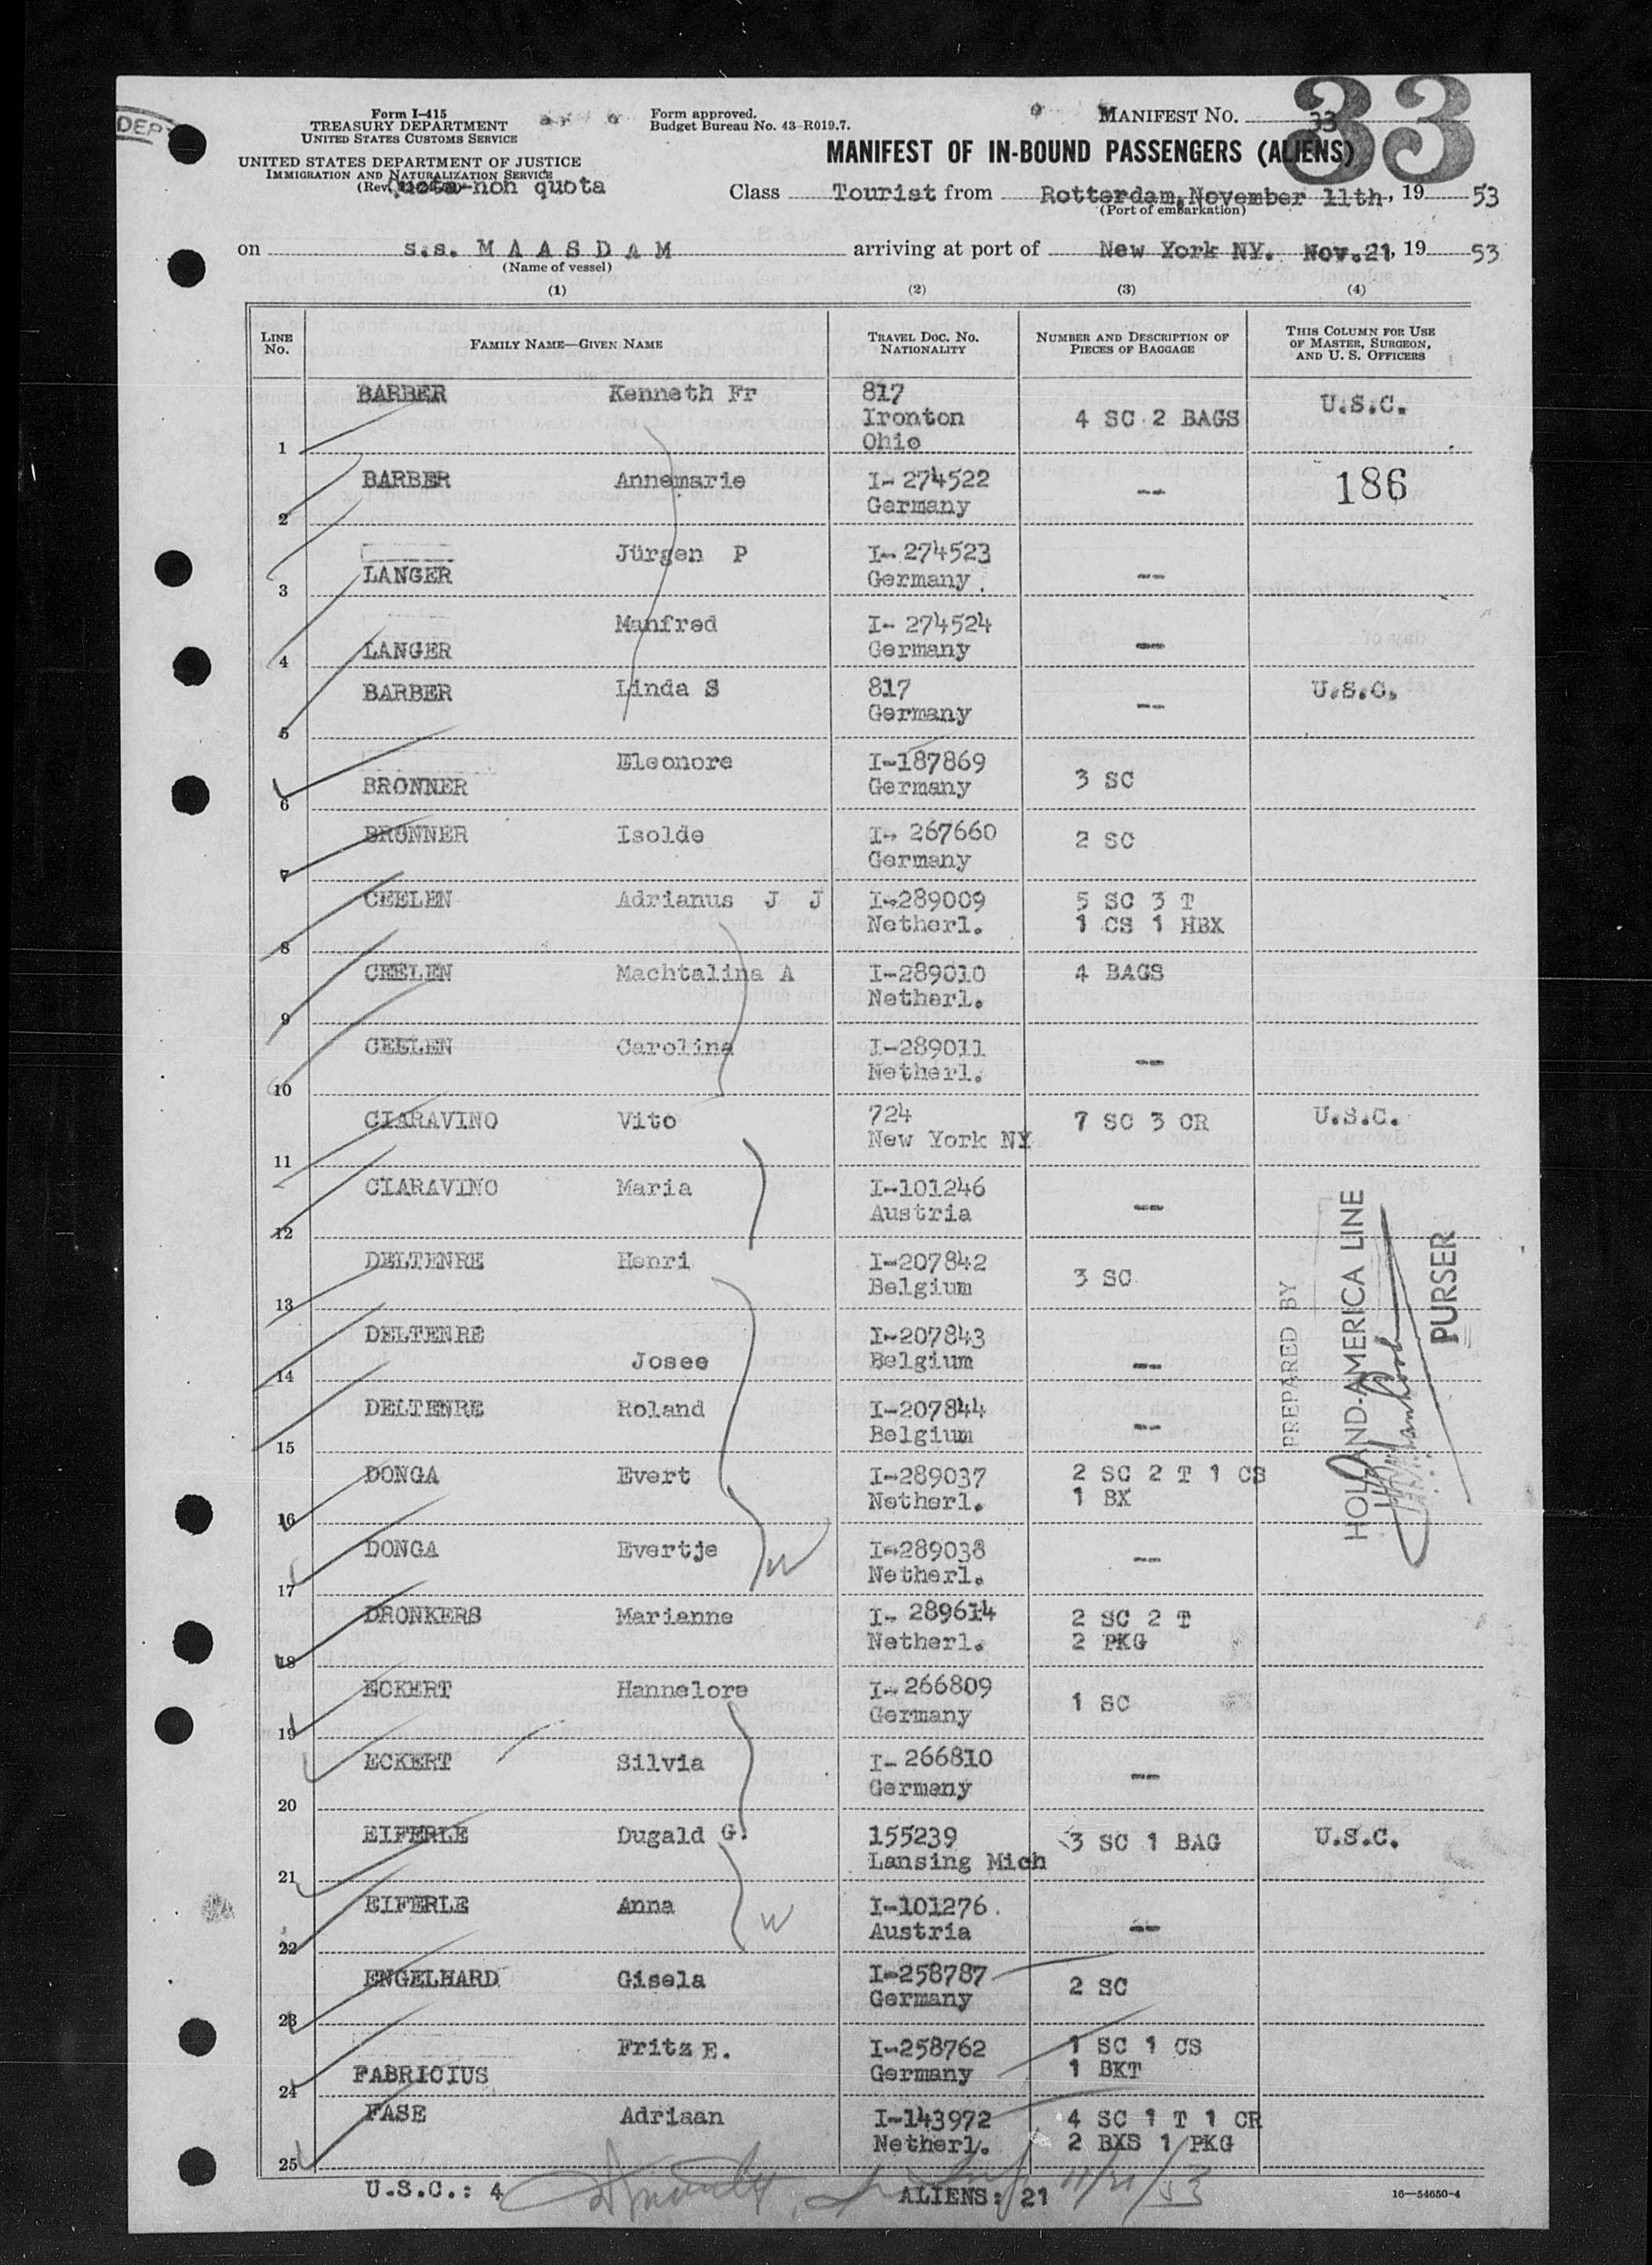 33
DEP
Form I-415
TREASURY DEPARTMENT
UNITED STATES CUSTOMS SERVICE
UNITED STATES DEPARTMENT OF JUSTICE
IMMIGRATION AND NATURALIZATION SERVICE
(Rev.
Quota-non quota
Form approved.
Budget Bureau No. 43-R019.7.
MANIFEST NO. 33
MANIFEST OF IN-BOUND PASSENGERS (ALIENS)
Class Tourist from Rotterdam, November 11th, 19 53
(Port of embarkation)
on s.s. MAASDAM arriving at port of New York NY. Nov.21, 19 53
(Name of vessel)
(1) (2) (3) (4)
LINE No. FAMILY NAME—GIVEN NAME TRAVEL DOC. NO. NATIONALITY NUMBER AND DESCRIPTION OF PIECES OF BAGGAGE THIS COLUMN FOR USE OF MASTER, SURGEON, AND U. S. OFFICERS
1 BARBER Kenneth Fr 817 Ironton Ohio 4 SC 2 BAGS U.S.C.
2 BARBER Annemarie I- 274522 Germany -- 186
3 LANGER Jürgen P I- 274523 Germany --
4 LANGER Manfred I- 274524 Germany --
5 BARBER Linda S 817 Germany -- U.S.C.
6 BRONNER Eleonore I-187869 Germany 3 SC
7 BRONNER Isolde I- 267660 Germany 2 SC
8 CEELEN Adrianus J J I-289009 Netherl. 5 SC 3 T 1 CS 1 HBX
9 CEELEN Machtalina A I-289010 Netherl. 4 BAGS
10 CEELEN Carolina I-289011 Netherl. --
11 CIARAVINO Vito 724 New York NY 7 SC 3 CR U.S.C.
12 CIARAVINO Maria I-101246 Austria --
13 DELTENRE Henri I-207842 Belgium 3 SC
14 DELTENRE Josee I-207843 Belgium --
15 DELTENRE Roland I-207844 Belgium --
16 DONGA Evert I-289037 Netherl. 2 SC 2 T 1 CS 1 BX
17 DONGA Evertje W I-289038 Netherl. --
18 DRONKERS Marianne I- 289614 Netherl. 2 SC 2 T 2 PKG
19 ECKERT Hannelore I- 266809 Germany 1 SC
20 ECKERT Silvia I- 266810 Germany --
21 EIFERLE Dugald G. 155239 Lansing Mich 3 SC 1 BAG U.S.C.
22 EIFERLE Anna W I-101276 Austria --
23 ENGELHARD Gisela I-258787 Germany 2 SC
24 FABRICIUS Fritz E. I-258762 Germany 1 SC 1 CS 1 BKT
25 FASE Adriaan I-143972 Netherl. 4 SC 1 T 1 CR 2 BXS 1 PKG
PREPARED BY
HOLLAND-AMERICA LINE
PURSER
U.S.C.: 4 ALIENS: 21 11/21/53
16—54650-4